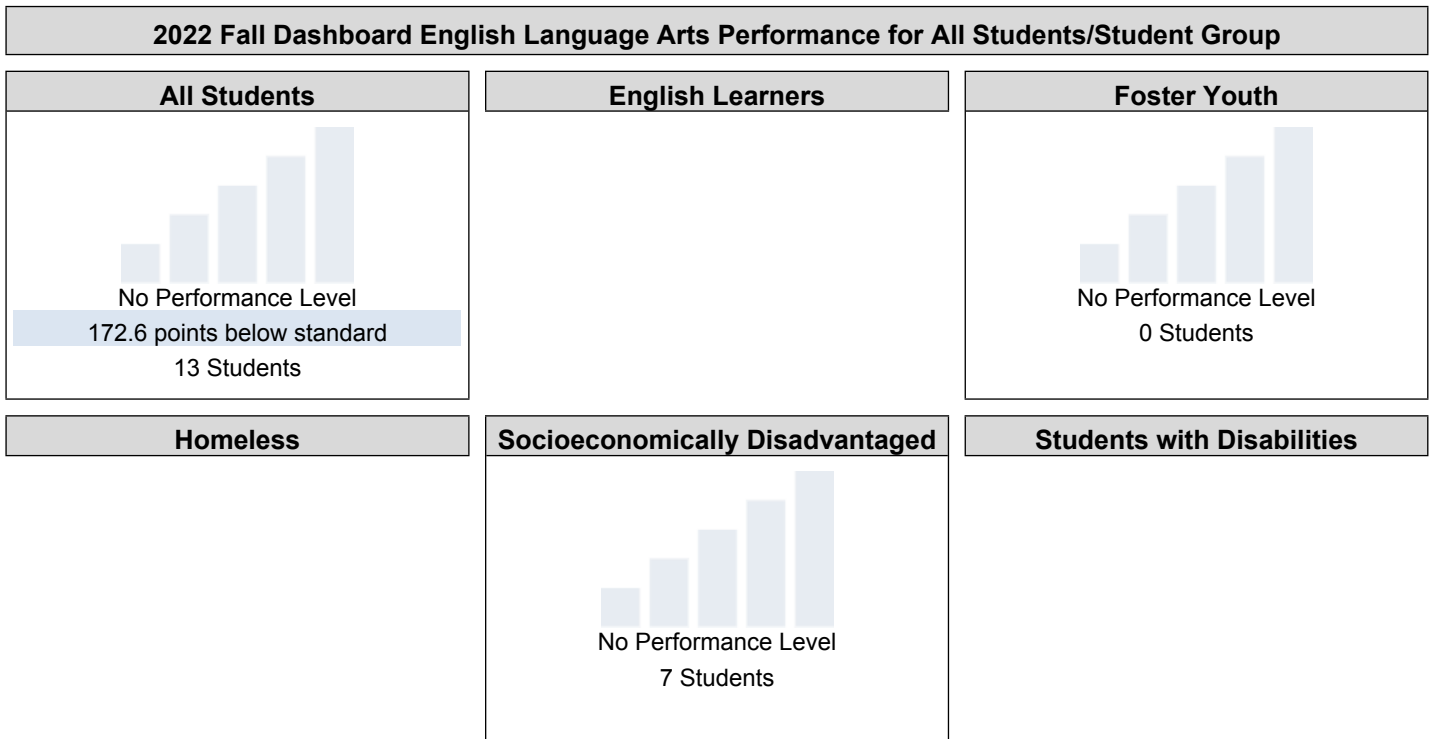 2022 Fall Dashboard English Language Arts Performance for All Students/Student Group
All Students
No Performance Level
172.6 points below standard
13 Students
English Learners
Foster Youth
No Performance Level
0 Students
Homeless
Socioeconomically Disadvantaged
No Performance Level
7 Students
Students with Disabilities